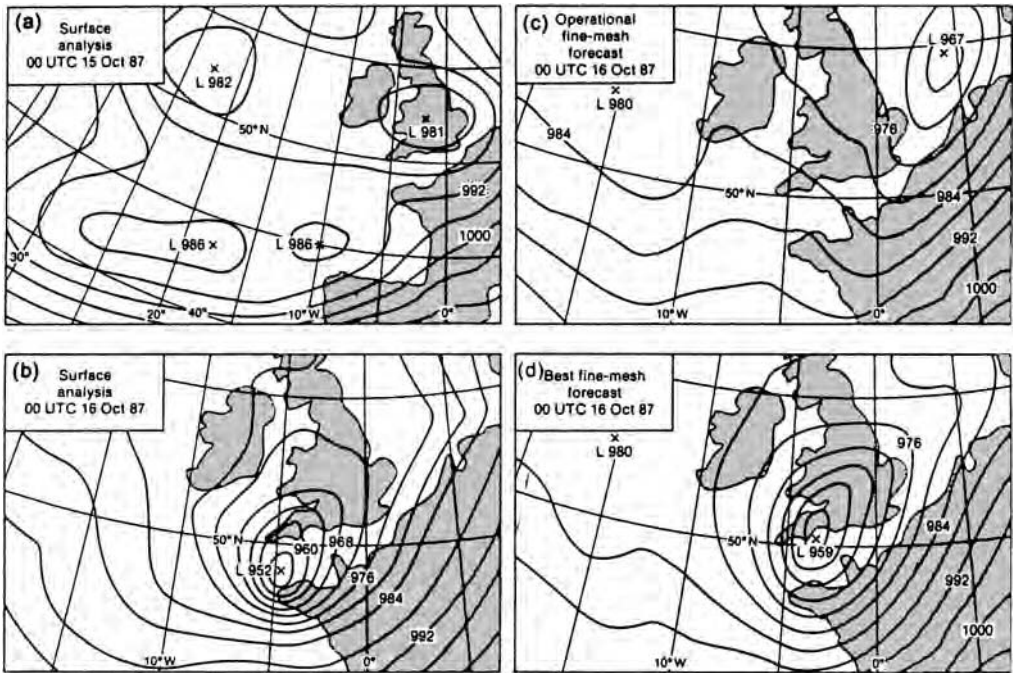 (a)
Surface
analysis
00 UTC 15 Oct 87
L 982
50° N
L 981
992
L 986
L 986
1000
30°
20°
40°
10°W
0°
(c)
Operational
fine-mesh
forecast
00 UTC 16 Oct 87
L 967
L 980
984
976
50° N
984
992
1000
10°W
0°
(b)
Surface
analysis
00 UTC 16 Oct 87
50° N
960
968
L 952
976
984
992
10°W
0°
(d)
Best fine-mesh
forecast
00 UTC 16 Oct 87
L 980
976
50° N
984
L 959
992
1000
10°W
0°